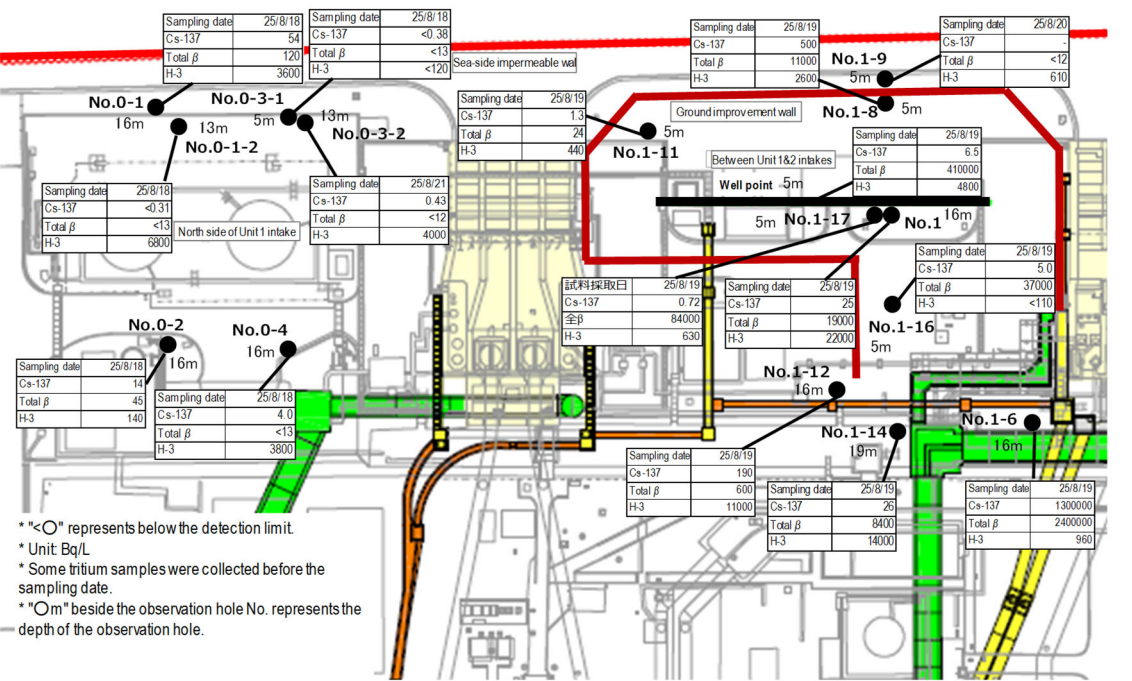 Sampling date 25/8/18
Cs-137 54
Total β 120
H-3 3600
Sampling date 25/8/18
Cs-137 <0.38
Total β <13
H-3 <120
Sea-side impermeable wal
Sampling date 25/8/19
Cs-137 500
Total β 11000
H-3 2600
Sampling date 25/8/20
Cs-137 -
Total β <12
H-3 610
No.1-9
5m
No.0-1
16m
No.0-3-1
5m
13m
No.0-3-2
13m
No.0-1-2
Sampling date 25/8/19
Cs-137 1.3
Total β 24
H-3 440
Ground improvement wall
No.1-8
5m
5m
No.1-11
Sampling date 25/8/19
Cs-137 6.5
Total β 410000
H-3 4800
Between Unit 1&2 intakes
Well point 5m
Sampling date 25/8/18
Cs-137 <0.31
Total β <13
H-3 6800
North side of Unit 1 intake
Sampling date 25/8/21
Cs-137 0.43
Total β <12
H-3 4000
5m No.1-17
No.1 16m
Sampling date 25/8/19
Cs-137 5.0
Total β 37000
H-3 <110
試料採取日 25/8/19
Cs-137 0.72
全β 84000
H-3 630
Sampling date 25/8/19
Cs-137 25
Total β 19000
H-3 22000
No.1-16
5m
No.0-2
16m
No.0-4
16m
Sampling date 25/8/18
Cs-137 14
Total β 45
H-3 140
Sampling date 25/8/18
Cs-137 4.0
Total β <13
H-3 3800
No.1-12
16m
No.1-14
19m
No.1-6
16m
Sampling date 25/8/19
Cs-137 190
Total β 600
H-3 11000
Sampling date 25/8/19
Cs-137 26
Total β 8400
H-3 14000
Sampling date 25/8/19
Cs-137 1300000
Total β 2400000
H-3 960
* "<○" represents below the detection limit.
* Unit: Bq/L
* Some tritium samples were collected before the
sampling date.
* "○m" beside the observation hole No. represents the
depth of the observation hole.